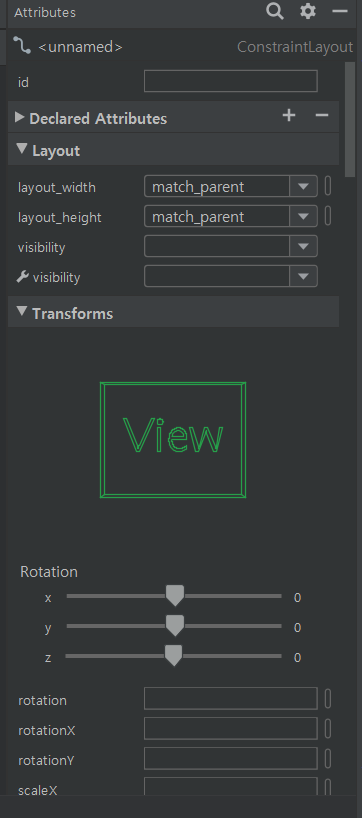 Attributes
<unnamed> ConstraintLayout
id
Declared Attributes
Layout
layout_width match_parent
layout_height match_parent
visibility
visibility
Transforms
View
Rotation
x 0
y 0
z 0
rotation
rotationX
rotationY
scaleX